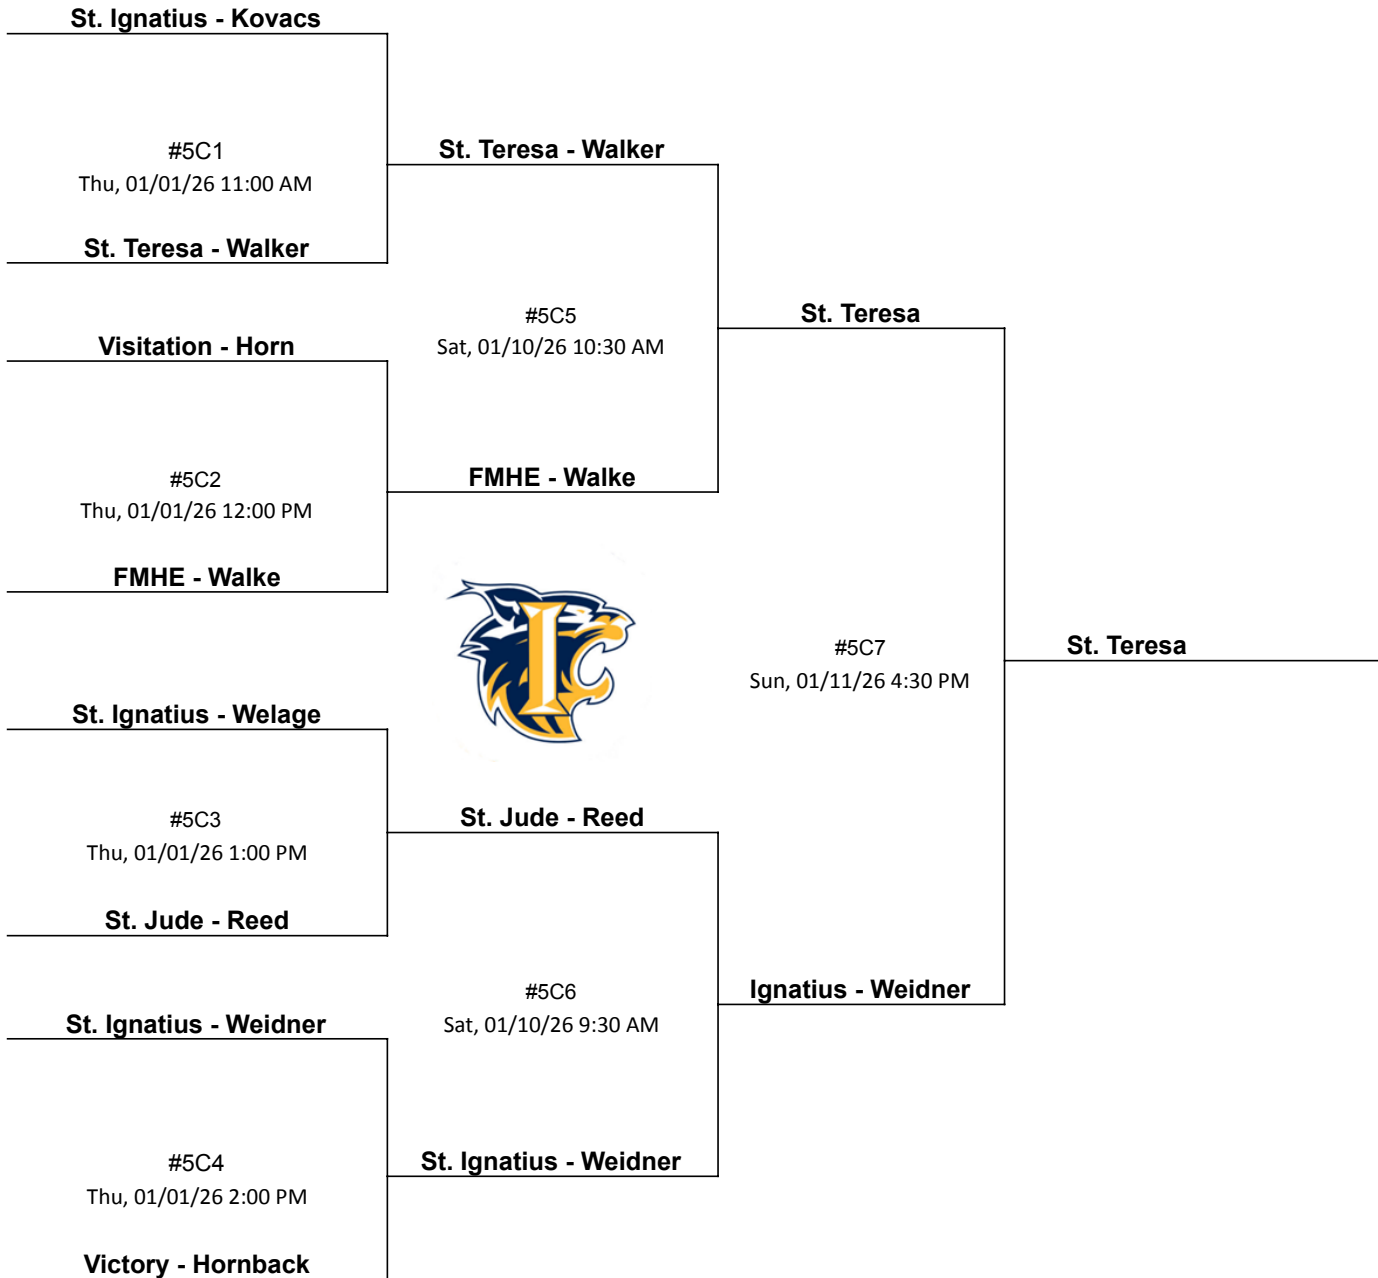 St. Ignatius - Kovacs
#5C1
Thu, 01/01/26 11:00 AM
St. Teresa - Walker
St. Teresa - Walker
#5C5
Sat, 01/10/26 10:30 AM
St. Teresa
Visitation - Horn
#5C2
Thu, 01/01/26 12:00 PM
FMHE - Walke
FMHE - Walke
IC
#5C7
Sun, 01/11/26 4:30 PM
St. Teresa
St. Ignatius - Welage
#5C3
Thu, 01/01/26 1:00 PM
St. Jude - Reed
St. Jude - Reed
#5C6
Sat, 01/10/26 9:30 AM
Ignatius - Weidner
St. Ignatius - Weidner
#5C4
Thu, 01/01/26 2:00 PM
St. Ignatius - Weidner
Victory - Hornback